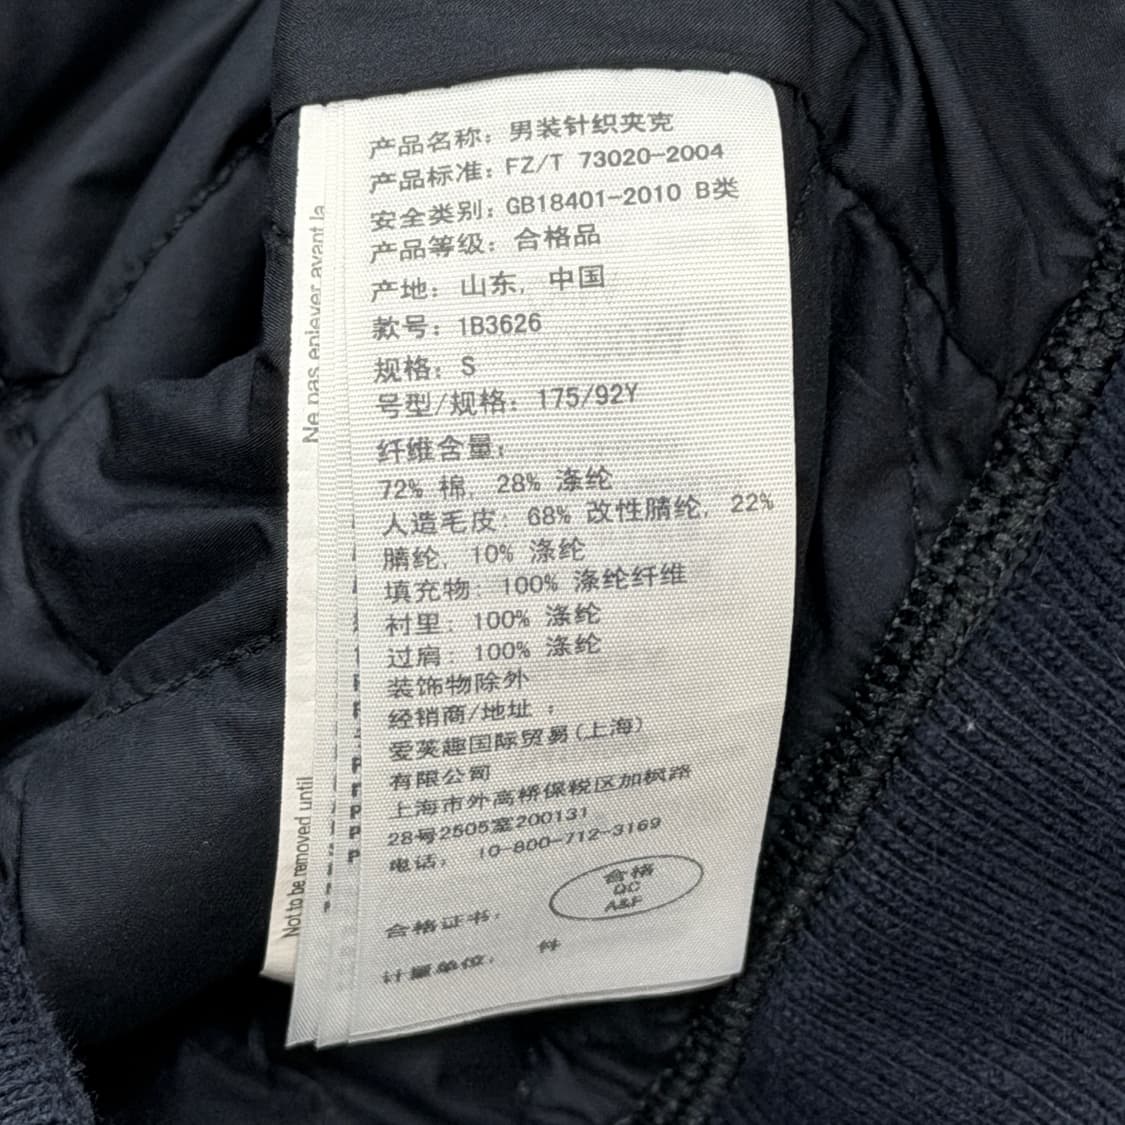 产品名称：男装针织夹克
产品标准：FZ/T 73020-2004
安全类别：GB18401-2010 B类
产品等级：合格品
产地：山东，中国
款号：1B3626
规格：S
号型/规格：175/92Y
纤维含量：
72% 棉，28% 涤纶
人造毛皮：68% 改性腈纶，22%
腈纶，10% 涤纶
填充物：100% 涤纶纤维
衬里：100% 涤纶
过肩：100% 涤纶
装饰物除外
经销商/地址：
爱芙趣国际贸易(上海)
有限公司
上海市外高桥保税区加枫路
28号2505室200131
电话： 10-800-712-3169
合格证书：
合格
QC
A&F
计量单位： 件
Ne pas enlever avant la
Not to be removed until